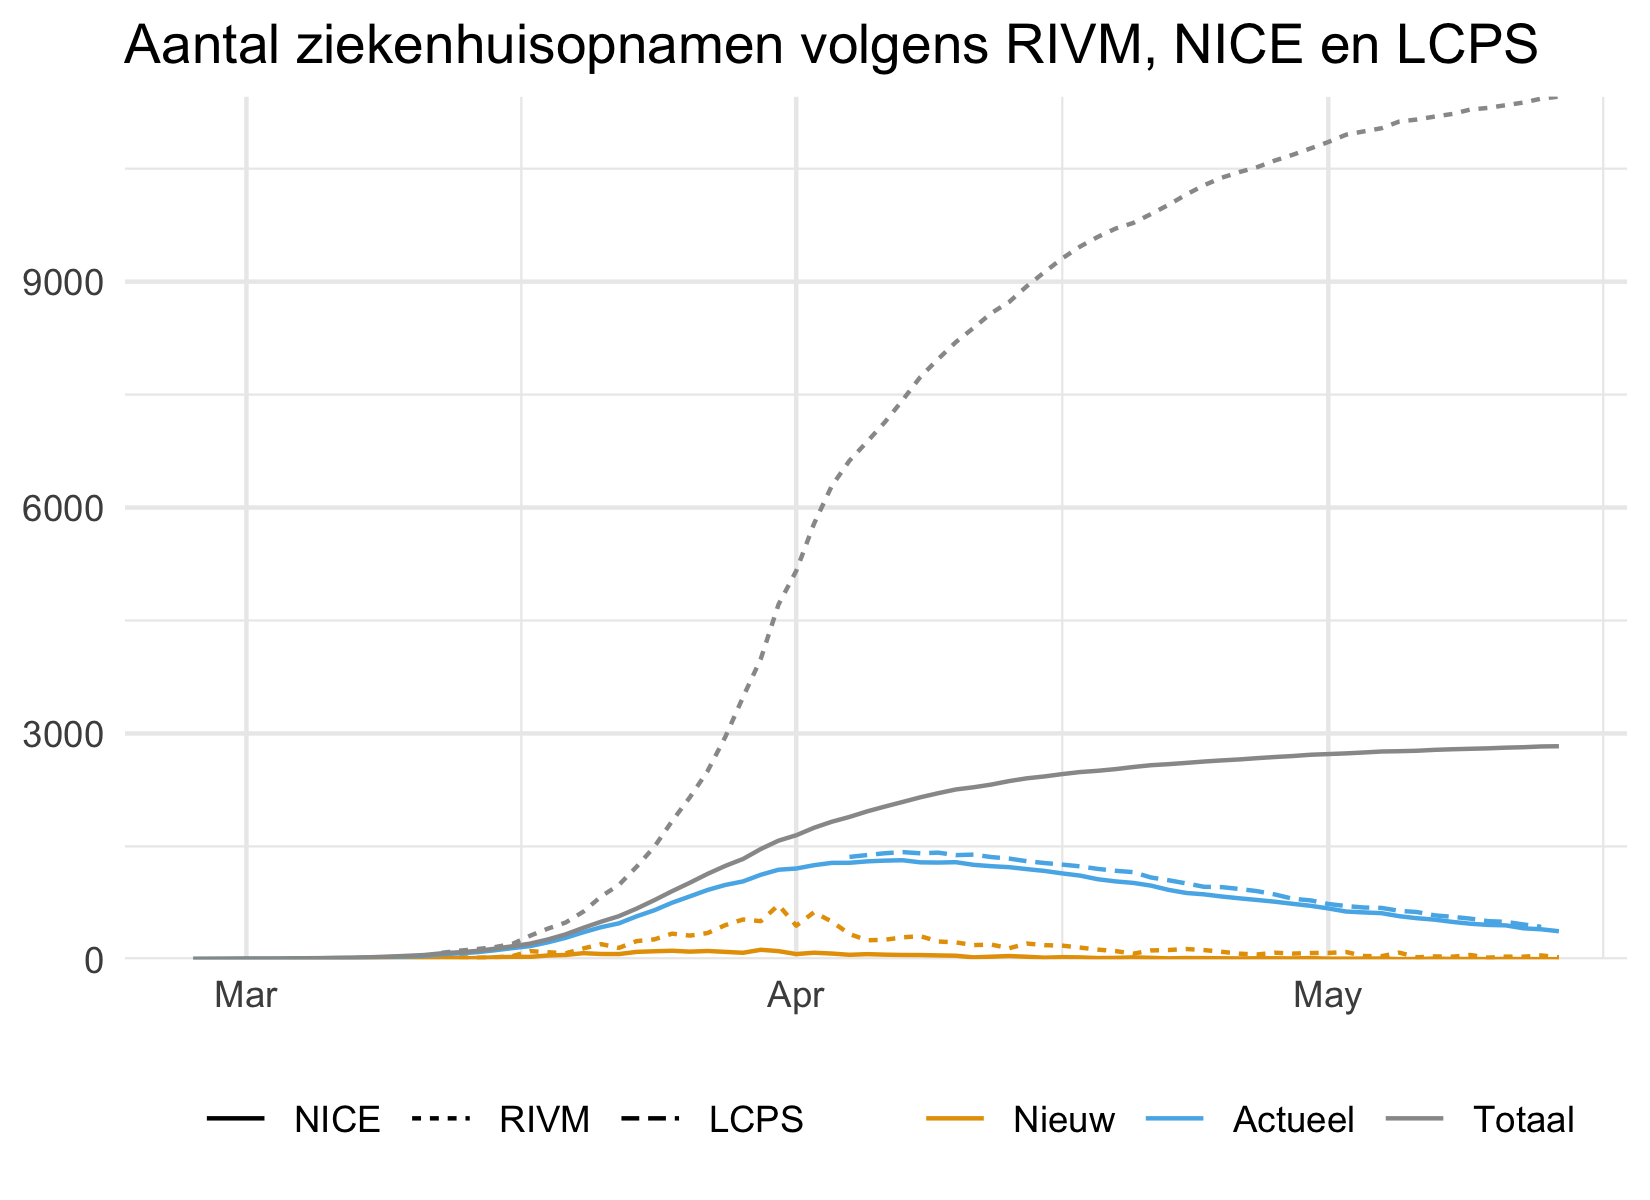 Aantal ziekenhuisopnamen volgens RIVM, NICE en LCPS
9000
6000
3000
0
Mar Apr May
NICE RIVM LCPS Nieuw Actueel Totaal